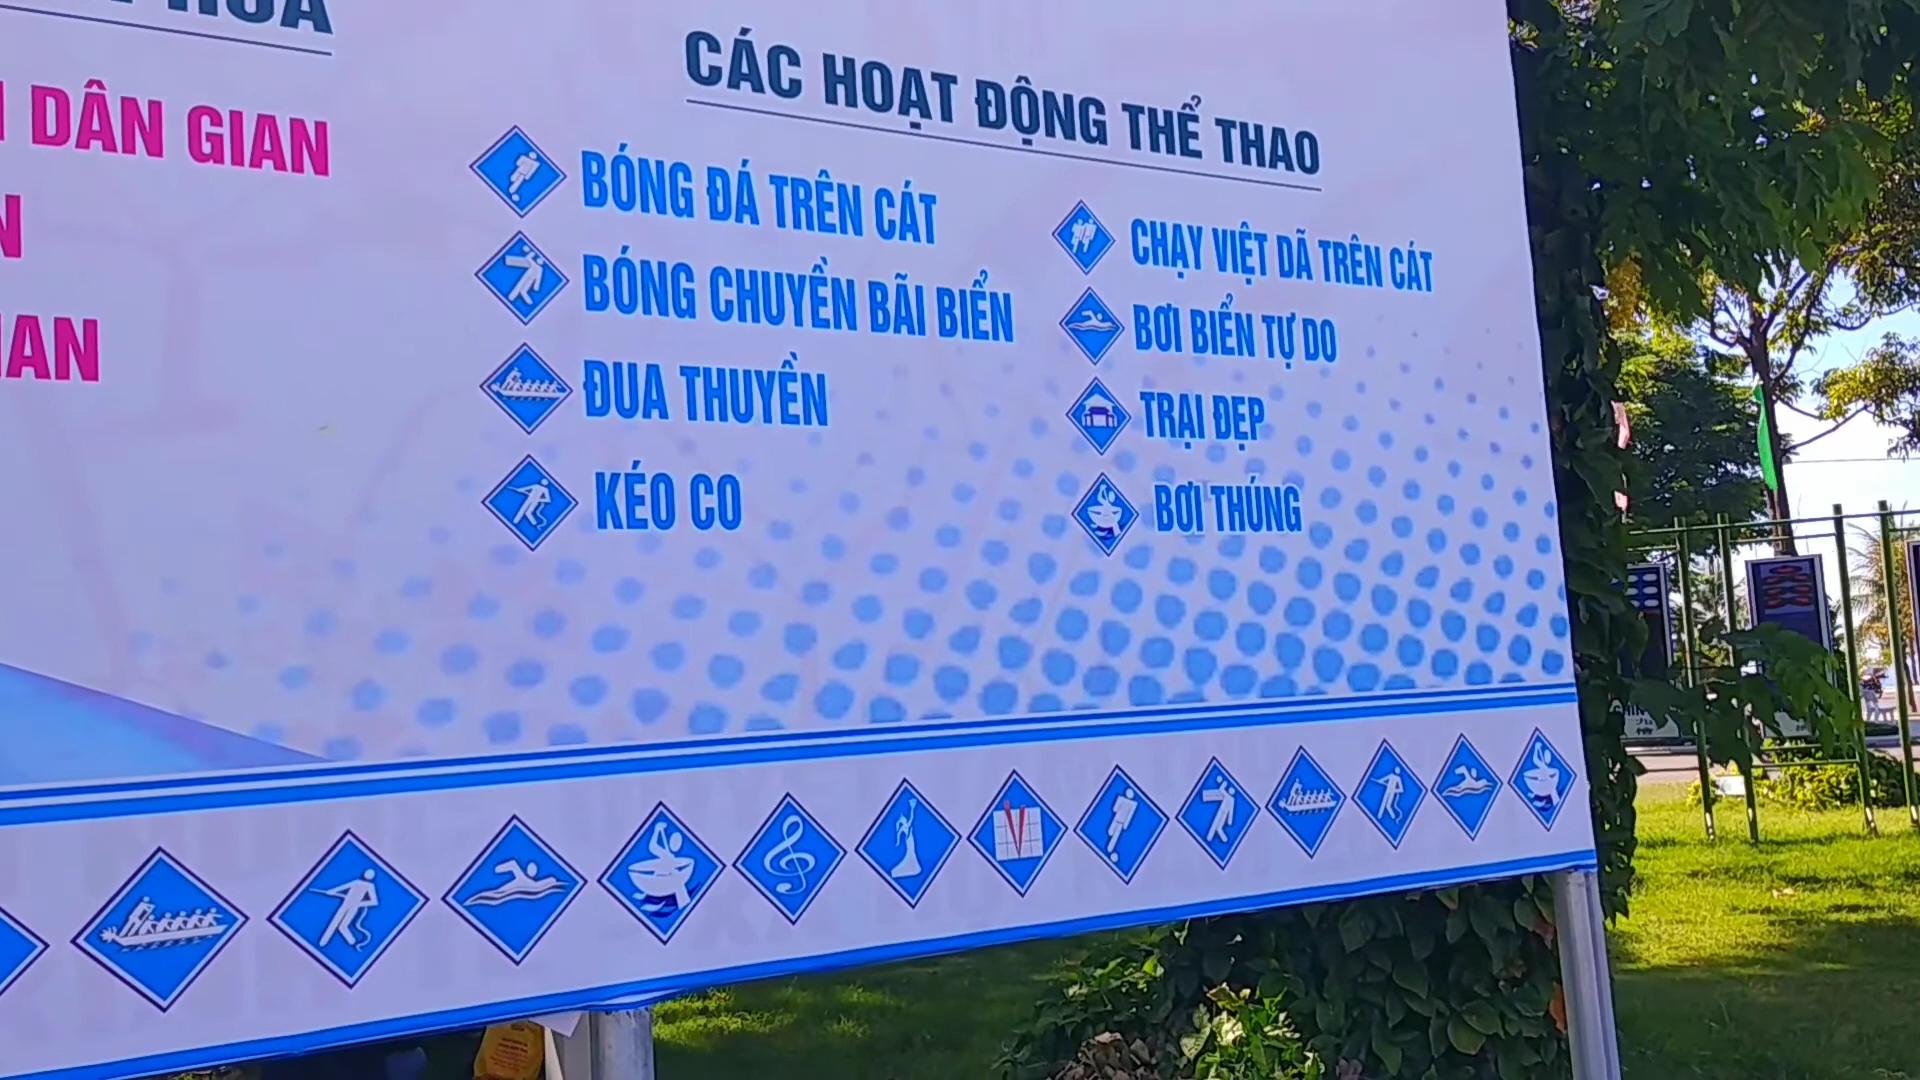 DÂN GIAN
CÁC HOẠT ĐỘNG THỂ THAO
BÓNG ĐÁ TRÊN CÁT
BÓNG CHUYỀN BÃI BIỂN
ĐUA THUYỀN
KÉO CO
CHẠY VIỆT DÃ TRÊN CÁT
BƠI BIỂN TỰ DO
TRẠI ĐẸP
BƠI THÚNG